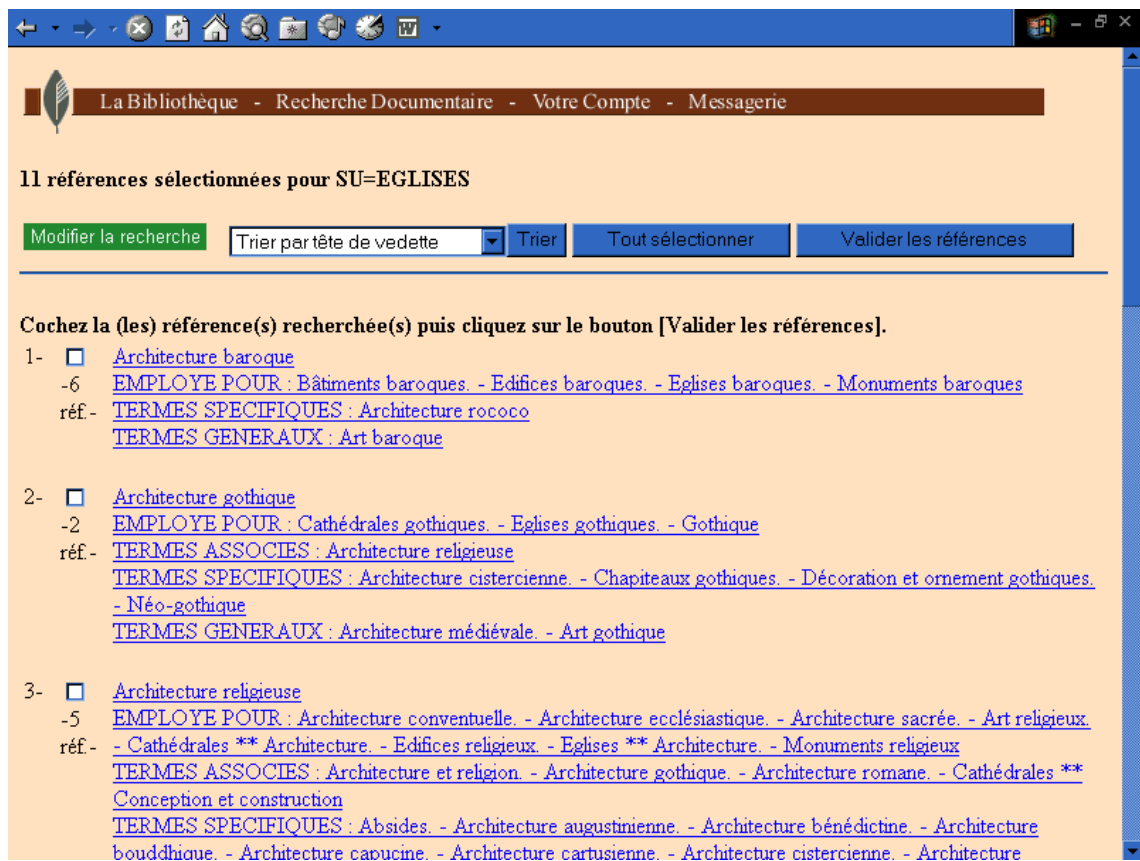 La Bibliothèque - Recherche Documentaire - Votre Compte - Messagerie
11 références sélectionnées pour SU=EGLISES
Modifier la recherche Trier par tête de vedette Trier Tout sélectionner Valider les références
Cochez la (les) référence(s) recherchée(s) puis cliquez sur le bouton [Valider les références].
1- Architecture baroque
-6 EMPLOYE POUR : Bâtiments baroques. - Edifices baroques. - Eglises baroques. - Monuments baroques
réf.- TERMES SPECIFIQUES : Architecture rococo
TERMES GENERAUX : Art baroque
2- Architecture gothique
-2 EMPLOYE POUR : Cathédrales gothiques. - Eglises gothiques. - Gothique
réf.- TERMES ASSOCIES : Architecture religieuse
TERMES SPECIFIQUES : Architecture cistercienne. - Chapiteaux gothiques. - Décoration et ornement gothiques.
- Néo-gothique
TERMES GENERAUX : Architecture médiévale. - Art gothique
3- Architecture religieuse
-5 EMPLOYE POUR : Architecture conventuelle. - Architecture ecclésiastique. - Architecture sacrée. - Art religieux.
réf.- - Cathédrales ** Architecture. - Edifices religieux. - Eglises ** Architecture. - Monuments religieux
TERMES ASSOCIES : Architecture et religion. - Architecture gothique. - Architecture romane. - Cathédrales **
Conception et construction
TERMES SPECIFIQUES : Absides. - Architecture augustinienne. - Architecture bénédictine. - Architecture
bouddhique. - Architecture capucine. - Architecture cartusienne. - Architecture cistercienne. - Architecture